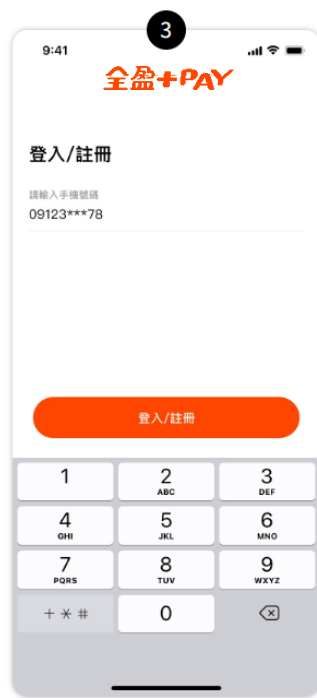 3
9:41
全盈+PAY
登入/註冊
請輸入手機號碼
09123***78
登入/註冊
1
2
ABC
3
DEF
4
GHI
5
JKL
6
MNO
7
PQRS
8
TUV
9
WXYZ
+ * #
0